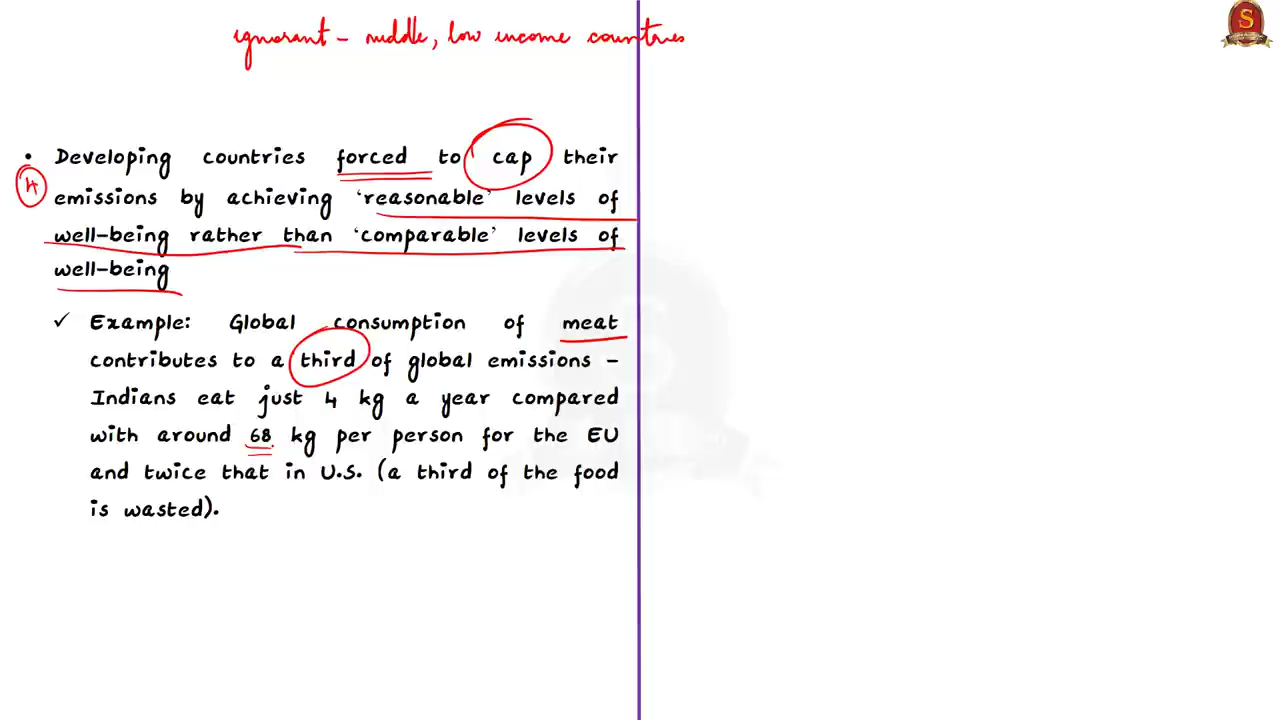 ignorant – middle, low income countries
• Developing countries forced to cap their
4
emissions by achieving ‘reasonable’ levels of
well-being rather than ‘comparable’ levels of
well-being
✓ Example: Global consumption of meat
contributes to a third of global emissions –
Indians eat just 4 kg a year compared
with around 68 kg per person for the EU
and twice that in U.S. (a third of the food
is wasted).
S